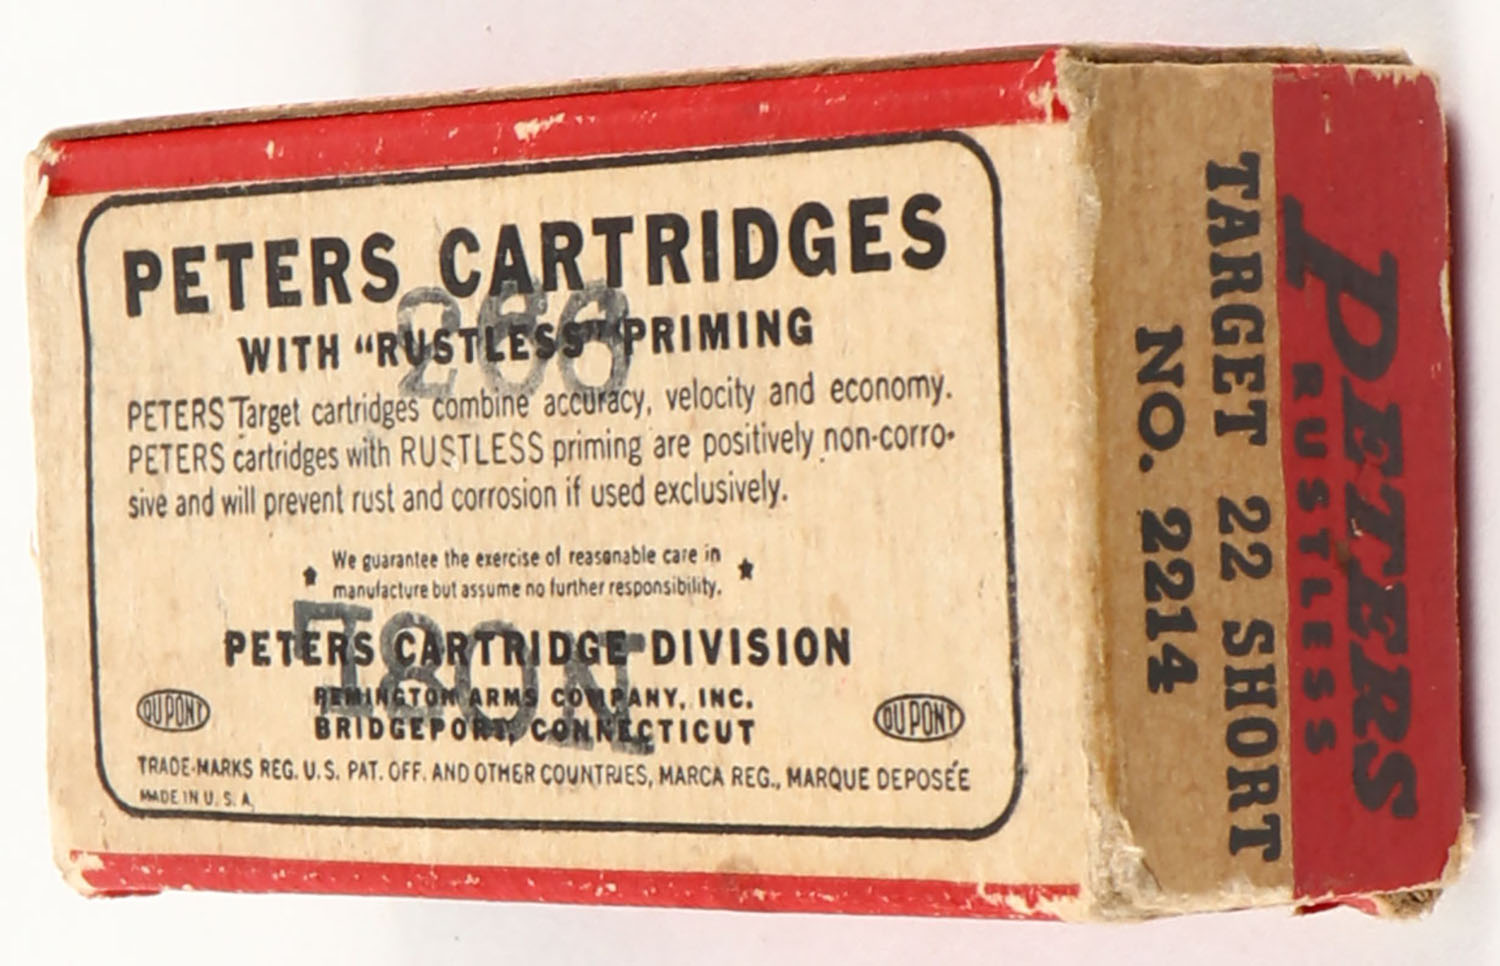 PETERS CARTRIDGES
WITH “RUSTLESS” PRIMING
PETERS Target cartridges combine accuracy, velocity and economy.
PETERS cartridges with RUSTLESS priming are positively non-corro-
sive and will prevent rust and corrosion if used exclusively.
We guarantee the exercise of reasonable care in
manufacture but assume no further responsibility.
PETERS CARTRIDGE DIVISION
REMINGTON ARMS COMPANY, INC.
BRIDGEPORT, CONNECTICUT
DU PONT
DU PONT
TRADE-MARKS REG. U.S. PAT. OFF. AND OTHER COUNTRIES, MARCA REG., MARQUE DEPOSÉE
MADE IN U.S.A.
PETERS
RUSTLESS
TARGET 22 SHORT
NO. 2214